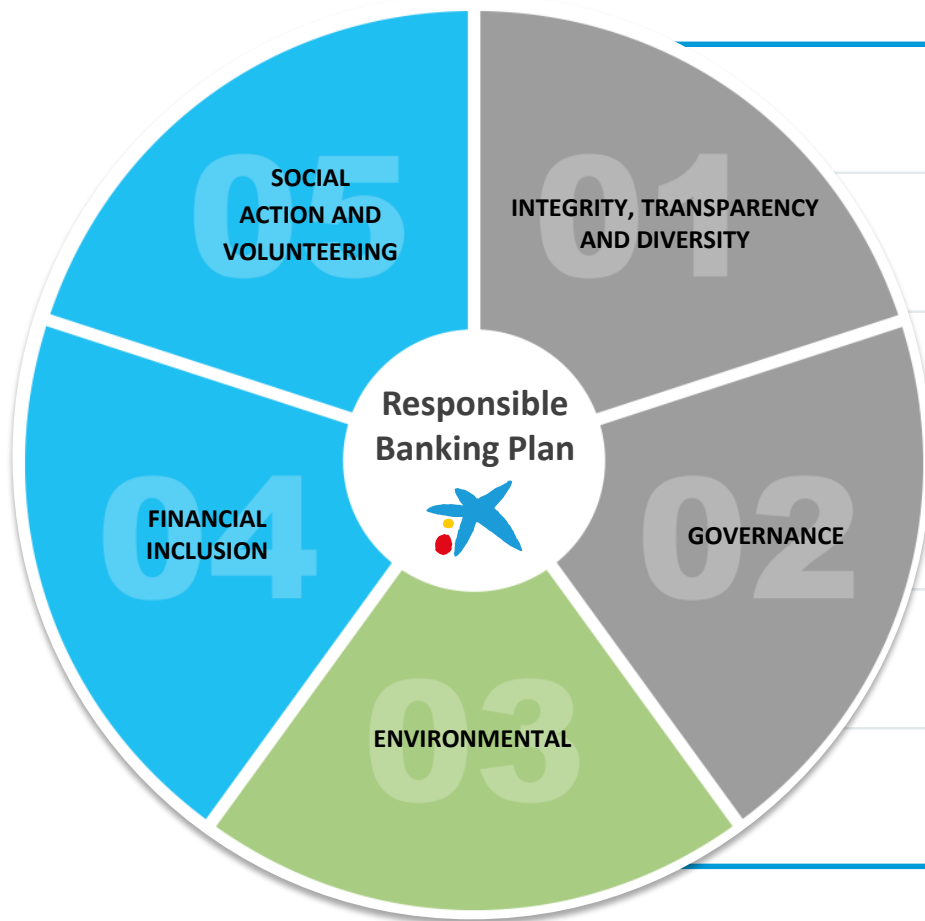 05
SOCIAL
ACTION AND
VOLUNTEERING
01
INTEGRITY, TRANSPARENCY
AND DIVERSITY
Responsible
Banking Plan
04
FINANCIAL
INCLUSION
02
GOVERNANCE
03
ENVIRONMENTAL